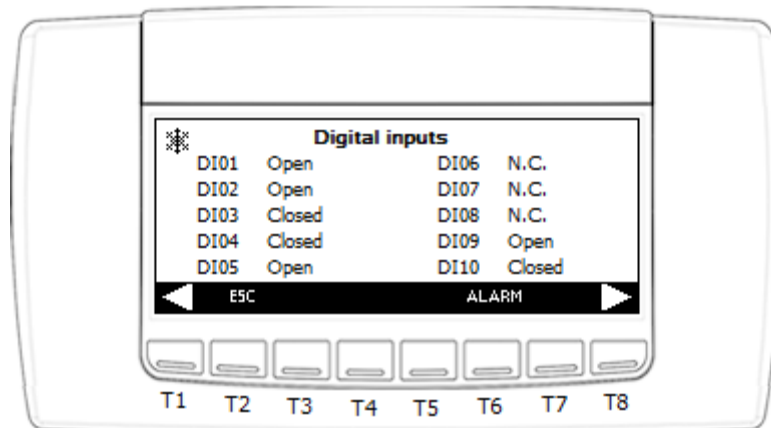 Digital inputs
DI01 Open DI06 N.C.
DI02 Open DI07 N.C.
DI03 Closed DI08 N.C.
DI04 Closed DI09 Open
DI05 Open DI10 Closed
ESC ALARM
T1 T2 T3 T4 T5 T6 T7 T8